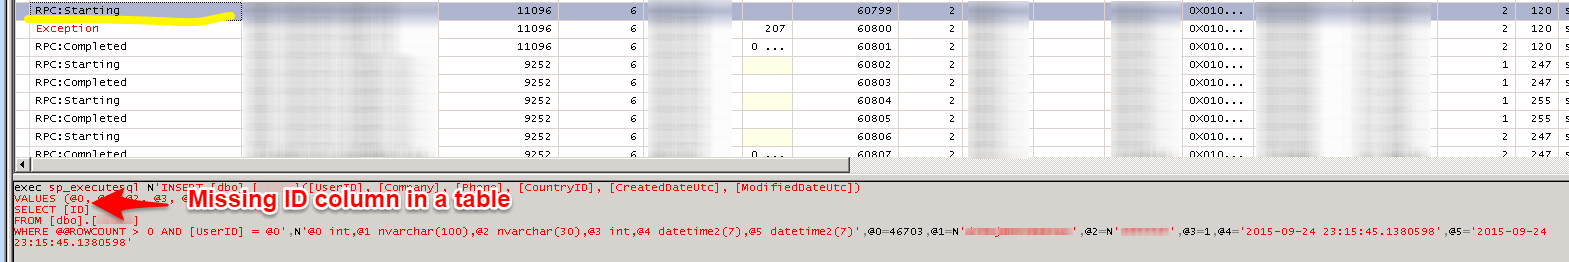 RPC:Starting 11096 6 60799 2 0X010... 2 120
Exception 11096 6 207 60800 2 0X010... 2 120
RPC:Completed 11096 6 0 ... 60801 2 0X010... 2 120
RPC:Starting 9252 6 60802 2 0X010... 1 247
RPC:Completed 9252 6 60803 2 0X010... 1 247
RPC:Starting 9252 6 60804 2 0X010... 1 255
RPC:Completed 9252 6 60805 2 0X010... 1 255
RPC:Starting 9252 6 60806 2 0X010... 2 247
RPC:Completed 9252 6 0 ... 60807 2 0X010... 2 247
exec sp_executesql N'INSERT [dbo].[ ]([UserID], [Company], [Phone], [CountryID], [CreatedDateUtc], [ModifiedDateUtc])
VALUES (@0, @2, @3,
Missing ID column in a table
SELECT [ID]
FROM [dbo].[ ]
WHERE @@ROWCOUNT > 0 AND [UserID] = @0',N'@0 int,@1 nvarchar(100),@2 nvarchar(30),@3 int,@4 datetime2(7),@5 datetime2(7)',@0=46703,@1=N' ',@2=N' ',@3=1,@4='2015-09-24 23:15:45.1380598',@5='2015-09-24
23:15:45.1380598'